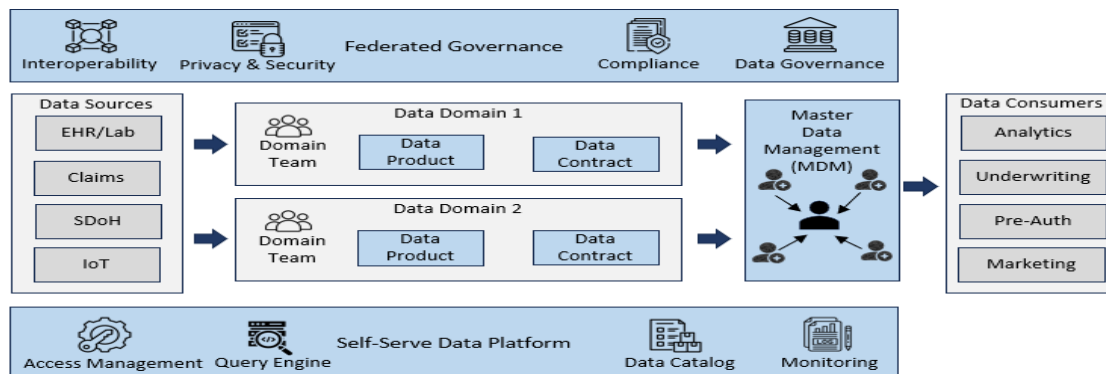 Federated Governance
Interoperability
Privacy & Security
Compliance
Data Governance
Data Sources
EHR/Lab
Claims
SDoH
IoT
Data Domain 1
Domain
Team
Data
Product
Data
Contract
Data Domain 2
Domain
Team
Data
Product
Data
Contract
Master
Data
Management
(MDM)
Data Consumers
Analytics
Underwriting
Pre-Auth
Marketing
Self-Serve Data Platform
Access Management
Query Engine
Data Catalog
Monitoring
LOG